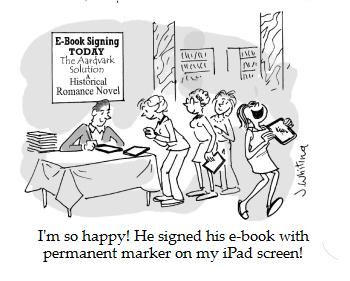 E-Book Signing
TODAY
The Aardvark
Solution
A
Historical
Romance Novel
J.Whiting
I'm so happy! He signed his e-book with
permanent marker on my iPad screen!